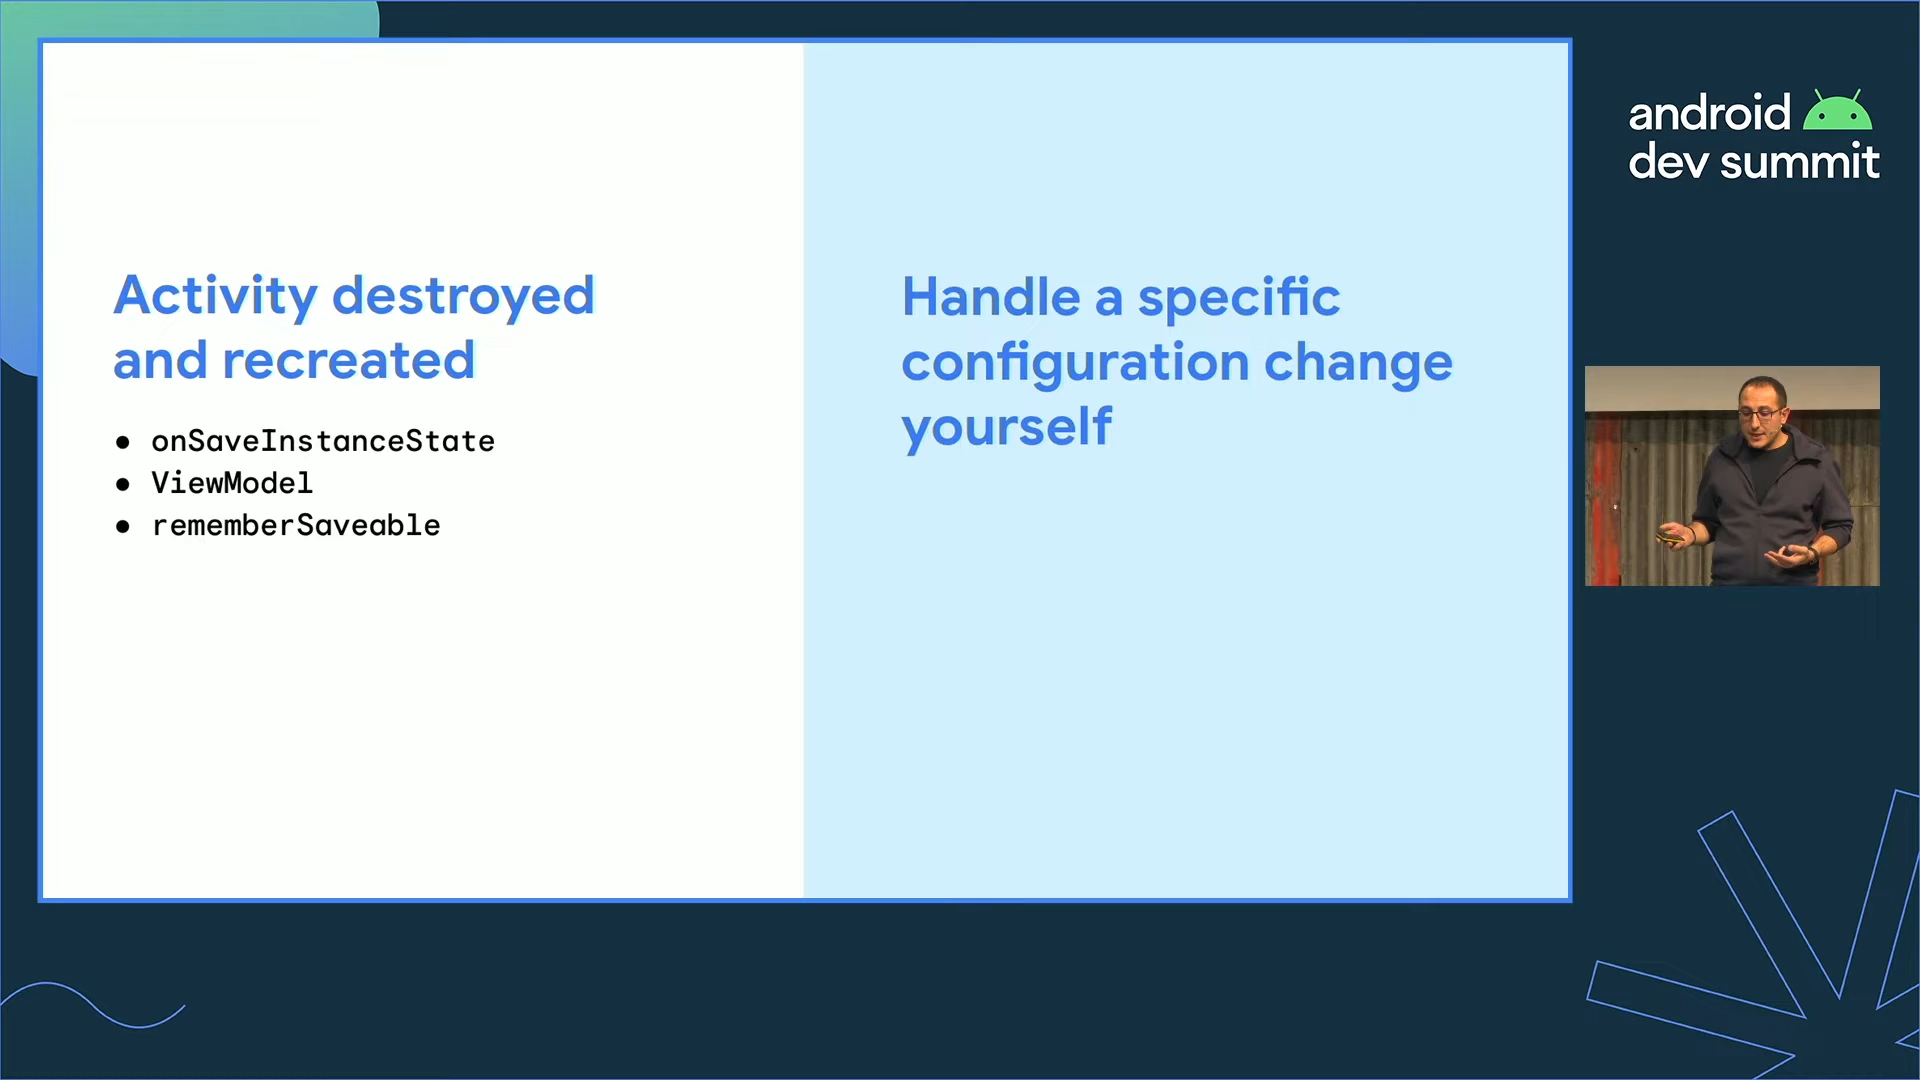 Activity destroyed
and recreated
● onSaveInstanceState
● ViewModel
● rememberSaveable
Handle a specific
configuration change
yourself
android
dev summit